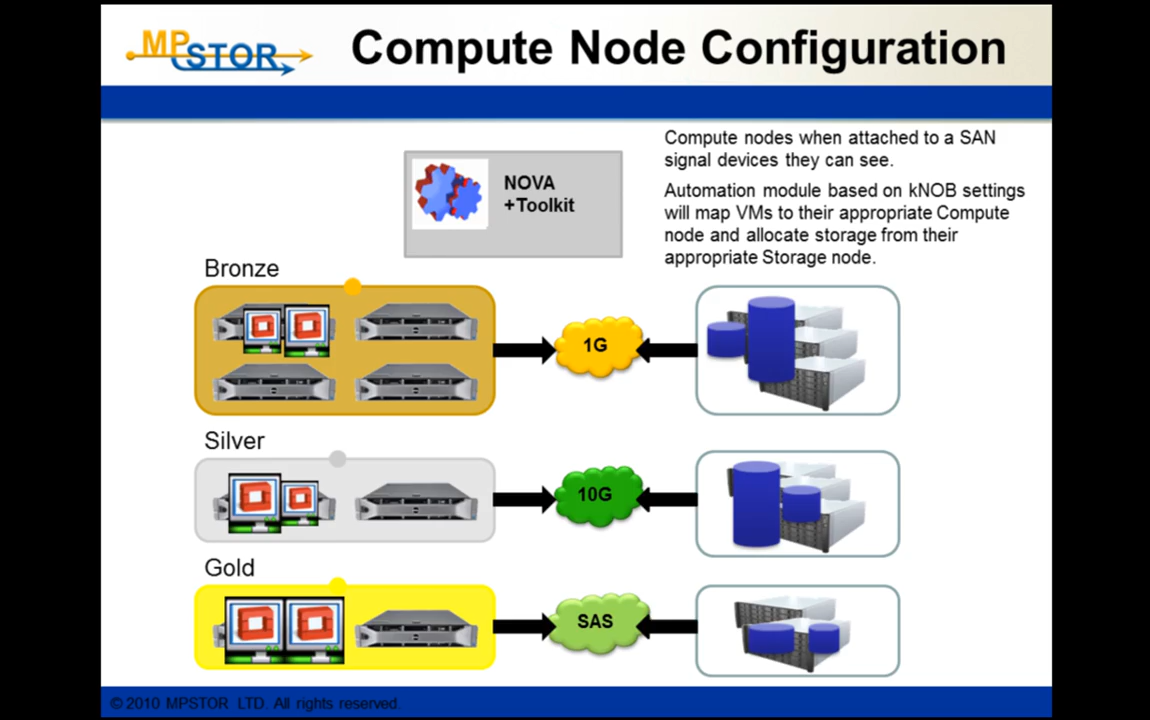 MPSTOR
Compute Node Configuration
Compute nodes when attached to a SAN
signal devices they can see.
Automation module based on kNOB settings
will map VMs to their appropriate Compute
node and allocate storage from their
appropriate Storage node.
NOVA
+Toolkit
Bronze
1G
Silver
10G
Gold
SAS
© 2010 MPSTOR LTD. All rights reserved.